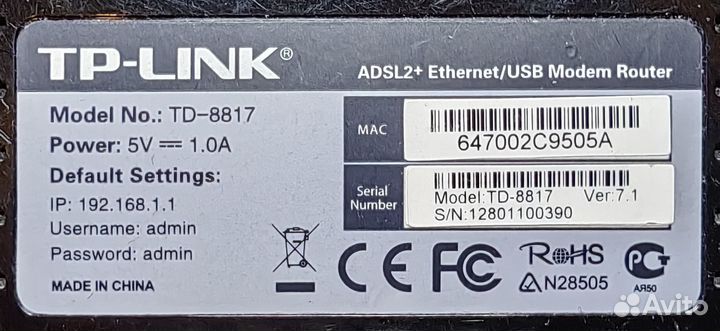 TP-LINK®
ADSL2+ Ethernet/USB Modem Router
Model No.: TD-8817
Power: 5V ⎓ 1.0A
Default Settings:
IP: 192.168.1.1
Username: admin
Password: admin
MADE IN CHINA
MAC
647002C9505A
Serial
Number
Model:TD-8817 Ver:7.1
S/N:12801100390
CE FC RoHS
N28505
РСТ
АЯ50
Avito